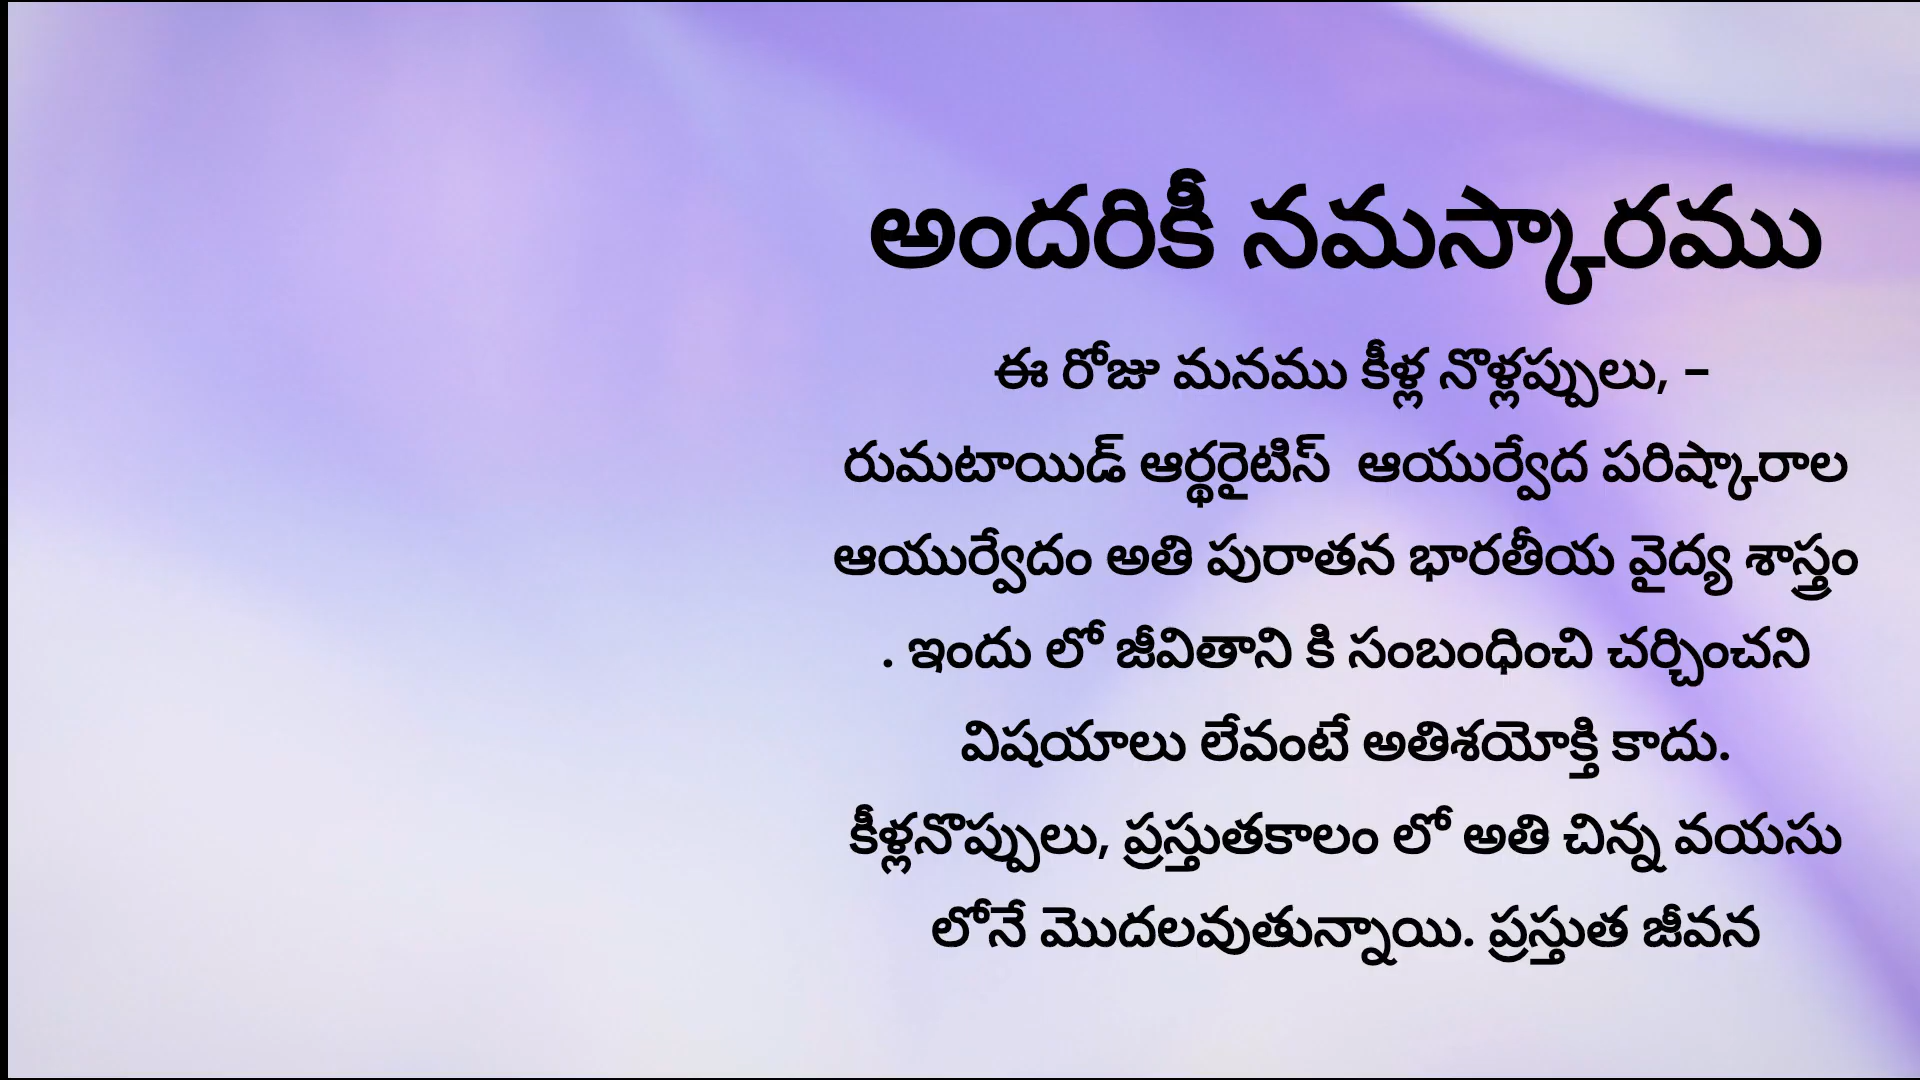 అందరికీ నమస్కారము
ఈ రోజు మనము కీళ్ల నొళ్లప్పులు, –
రుమటాయిడ్ ఆర్థరైటిస్  ఆయుర్వేద పరిష్కారాల
ఆయుర్వేదం అతి పురాతన భారతీయ వైద్య శాస్త్రం
. ఇందు లో జీవితాని కి సంబంధించి చర్చించని
విషయాలు లేవంటే అతిశయోక్తి కాదు.
కీళ్లనొప్పులు, ప్రస్తుతకాలం లో అతి చిన్న వయసు
లోనే మొదలవుతున్నాయి. ప్రస్తుత జీవన